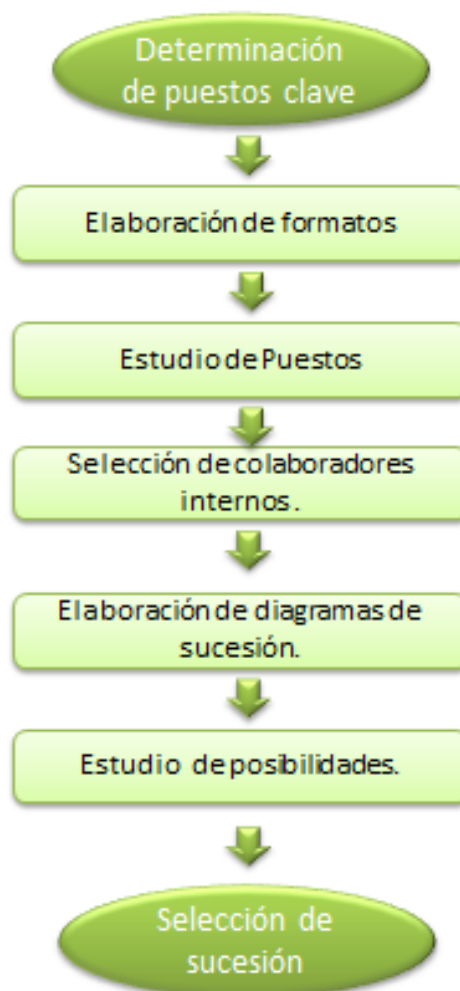 Determinación
de puestos clave
Elaboración de formatos
Estudio de Puestos
Selección de colaboradores
internos.
Elaboración de diagramas de
sucesión.
Estudio de posibilidades.
Selección de
sucesión